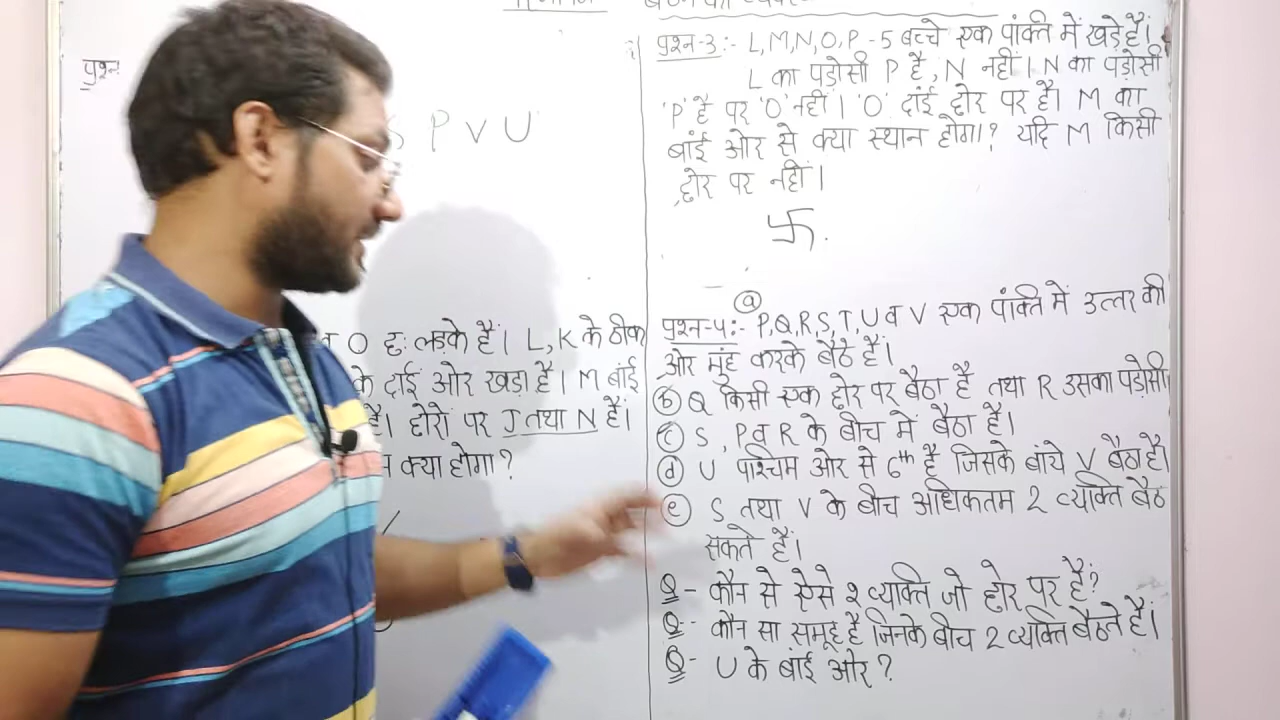 बैठने की
प्रश्न
S P V U
O छः लड़के हैं। L, K के ठीक
के दाईं ओर खड़ा है। M बाईं
है। छोरों पर J तथा N हैं।
क्या होगा?
प्रश्न-3:- L,M,N,O,P - 5 बच्चे एक पांक्ति में खड़े हैं।
L का पड़ोसी P है, N नहीं। N का पड़ोसी
'P' है पर 'O' नहीं। 'O' दांई छोर पर है। M का
बांई ओर से क्या स्थान होगा? यदि M किसी
छोर पर नहीं।
卐.
प्रश्न-4:- ⓐ P,Q,R,S,T,U व V एक पांक्ति में उत्तर की
ओर मुंह करके बैठे हैं।
ⓑ Q किसी एक छोर पर बैठा है तथा R उसका पड़ोसी
ⓒ S, P व R के बीच में बैठा है।
ⓓ U पश्चिम ओर से 6th है जिसके बांये V बैठा है।
ⓔ S तथा V के बीच अधिकतम 2 व्यक्ति बैठ
सकते हैं।
Q - कौन से ऐसे 2 व्यक्ति जो छोर पर हैं?
Q - कौन सा समूह है जिनके बीच 2 व्यक्ति बैठते हैं।
Q - U के बाईं ओर?